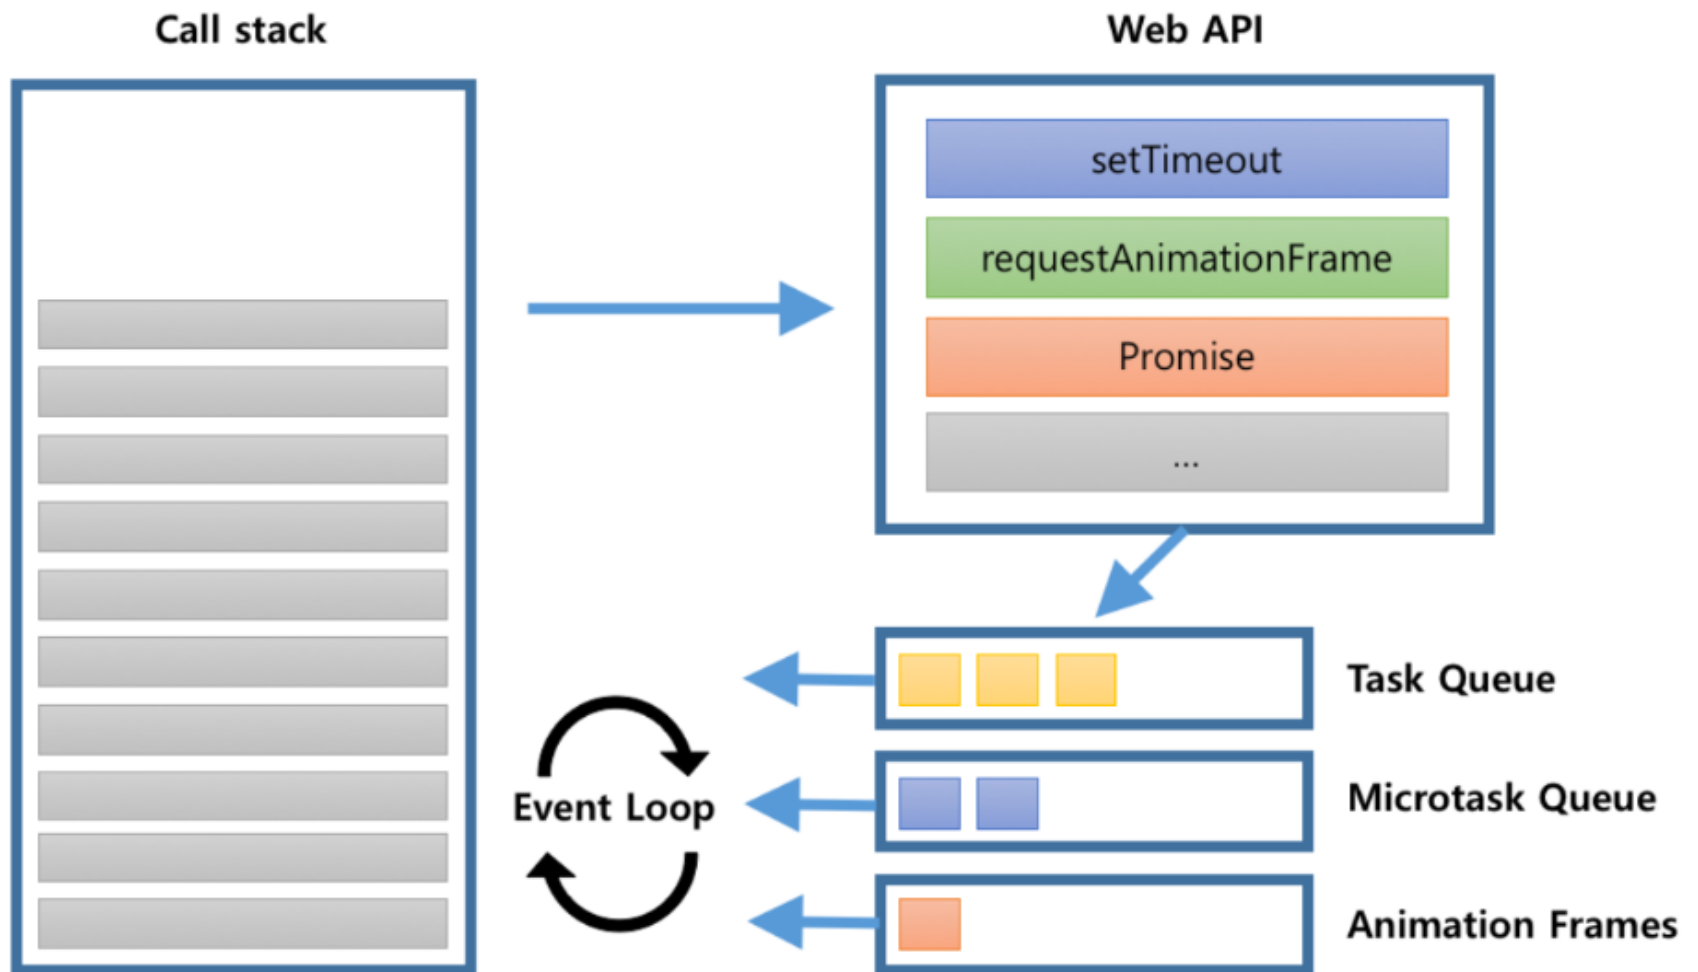 Call stack
Web API
setTimeout
requestAnimationFrame
Promise
...
Task Queue
Microtask Queue
Event Loop
Animation Frames